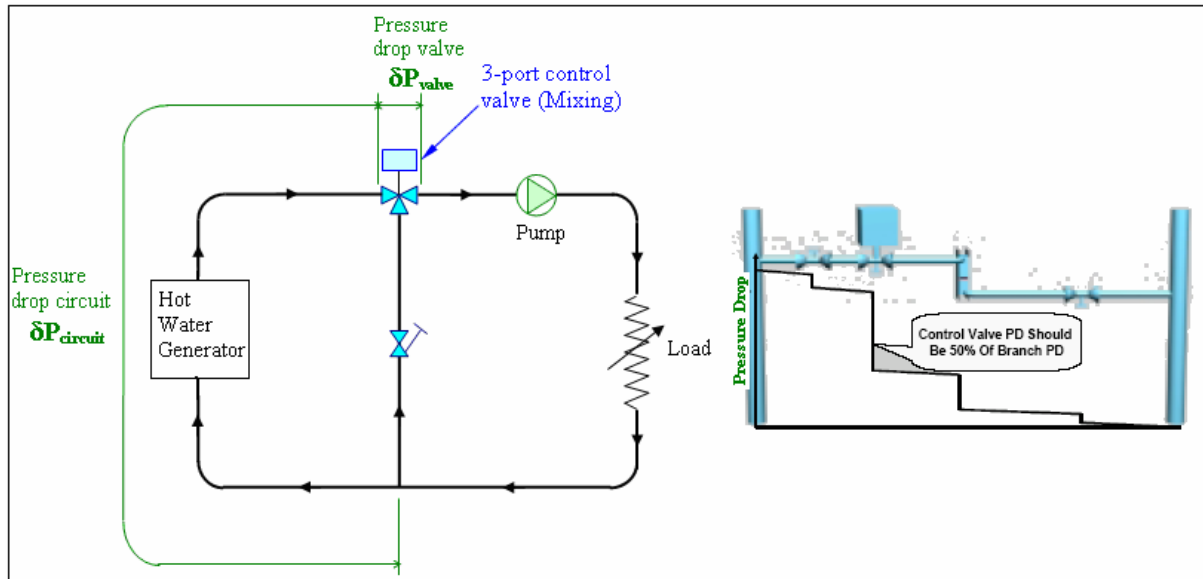 Pressure
drop valve
δPvalve
3-port control
valve (Mixing)
Pump
Pressure
drop circuit
δPcircuit
Hot
Water
Generator
Load
Pressure Drop
Control Valve PD Should
Be 50% Of Branch PD